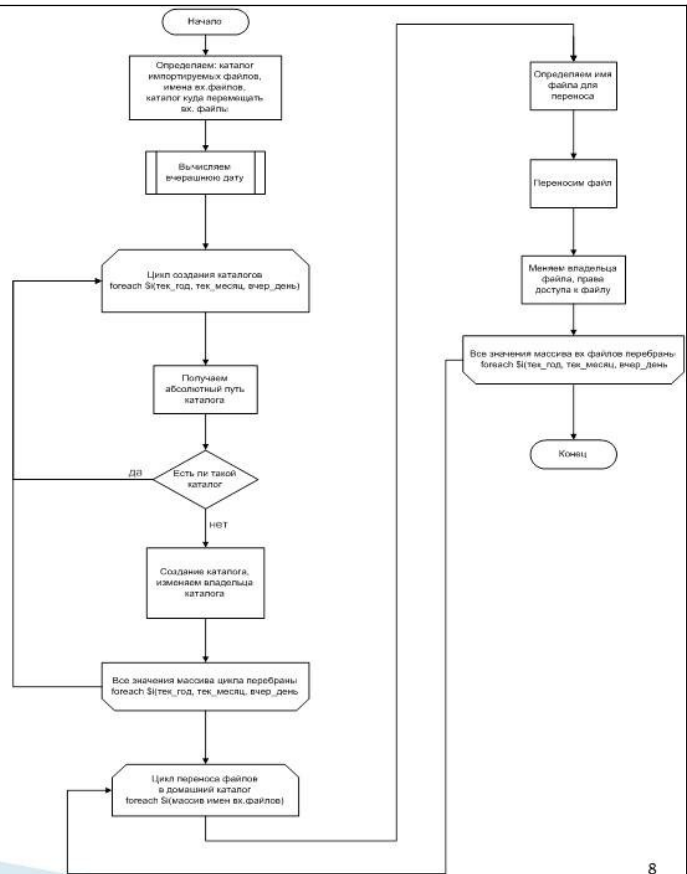 Начало
Определяем: каталог
импортируемых файлов,
имена вх.файлов,
каталог куда перемещать
вх. файлы
Вычисляем
вчерашнюю дату
Цикл создания каталогов
foreach $i(тек_год, тек_месяц, вчер_день)
Получаем
абсолютный путь
каталога
да
Есть ли такой
каталог
нет
Создание каталога,
изменяем владельца
каталога
Все значения массива цикла перебраны
foreach $i(тек_год, тек_месяц, вчер_день
Цикл переноса файлов
в домашний каталог
foreach $i(массив имен вх.файлов)
Определяем имя
файла для
переноса
Переносим файл
Меняем владельца
файла, права
доступа к файлу
Все значения массива вх файлов перебраны
foreach $i(тек_год, тек_месяц, вчер_день
Конец
8